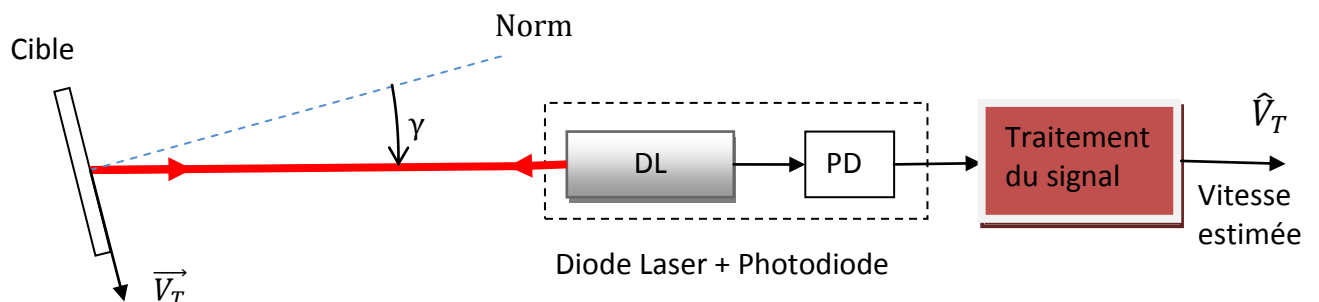 Norm
Cible
γ
DL
PD
Traitement
du signal
V̂_T
Vitesse
estimée
Diode Laser + Photodiode
V_T